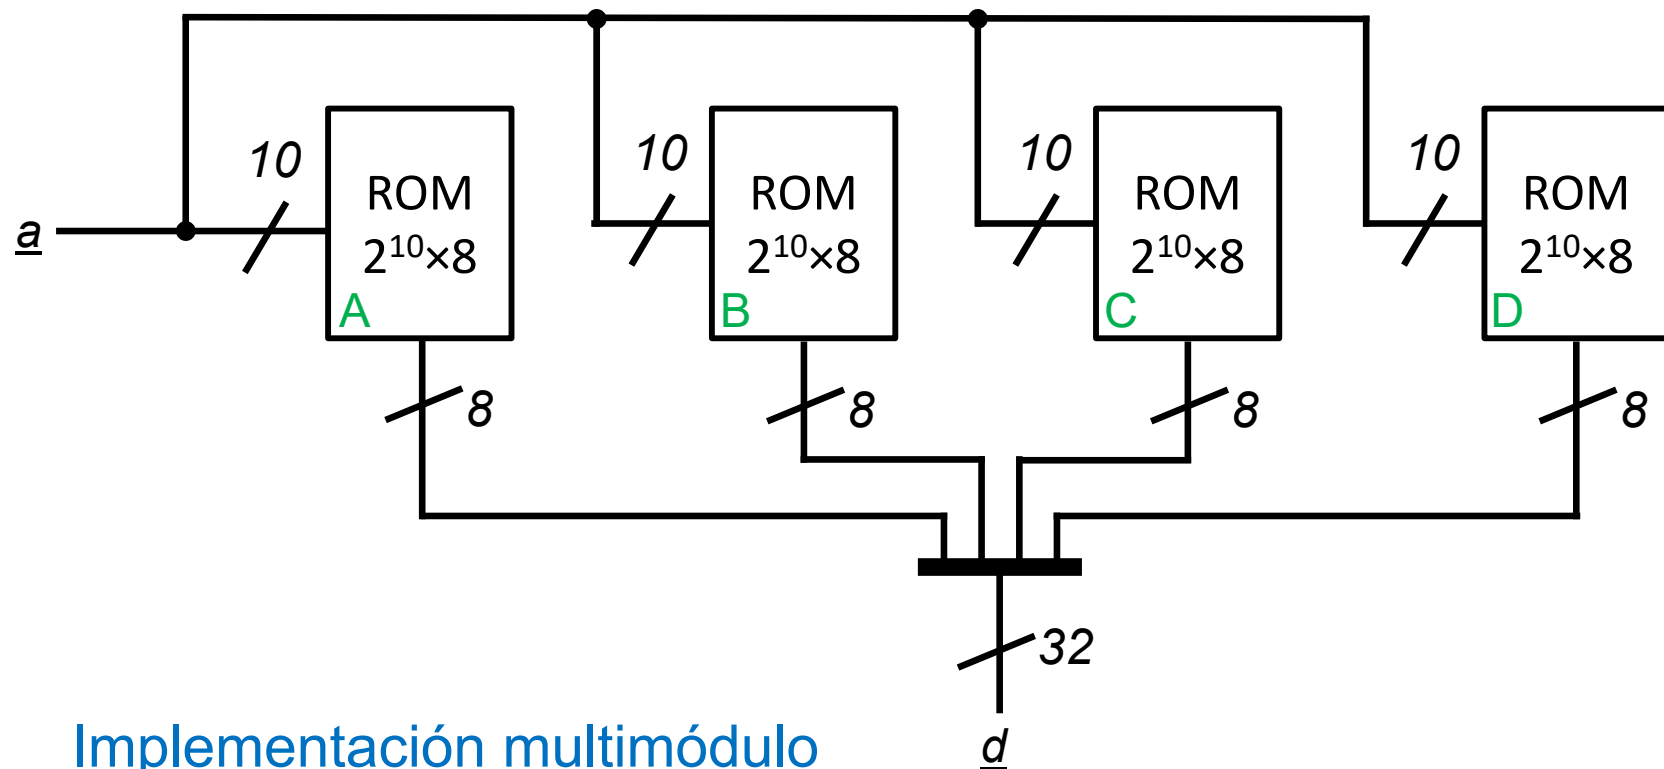 10 10 10 10
ROM ROM ROM ROM
a 2¹⁰×8 2¹⁰×8 2¹⁰×8 2¹⁰×8
A B C D
8 8 8 8
32
Implementación multimódulo d